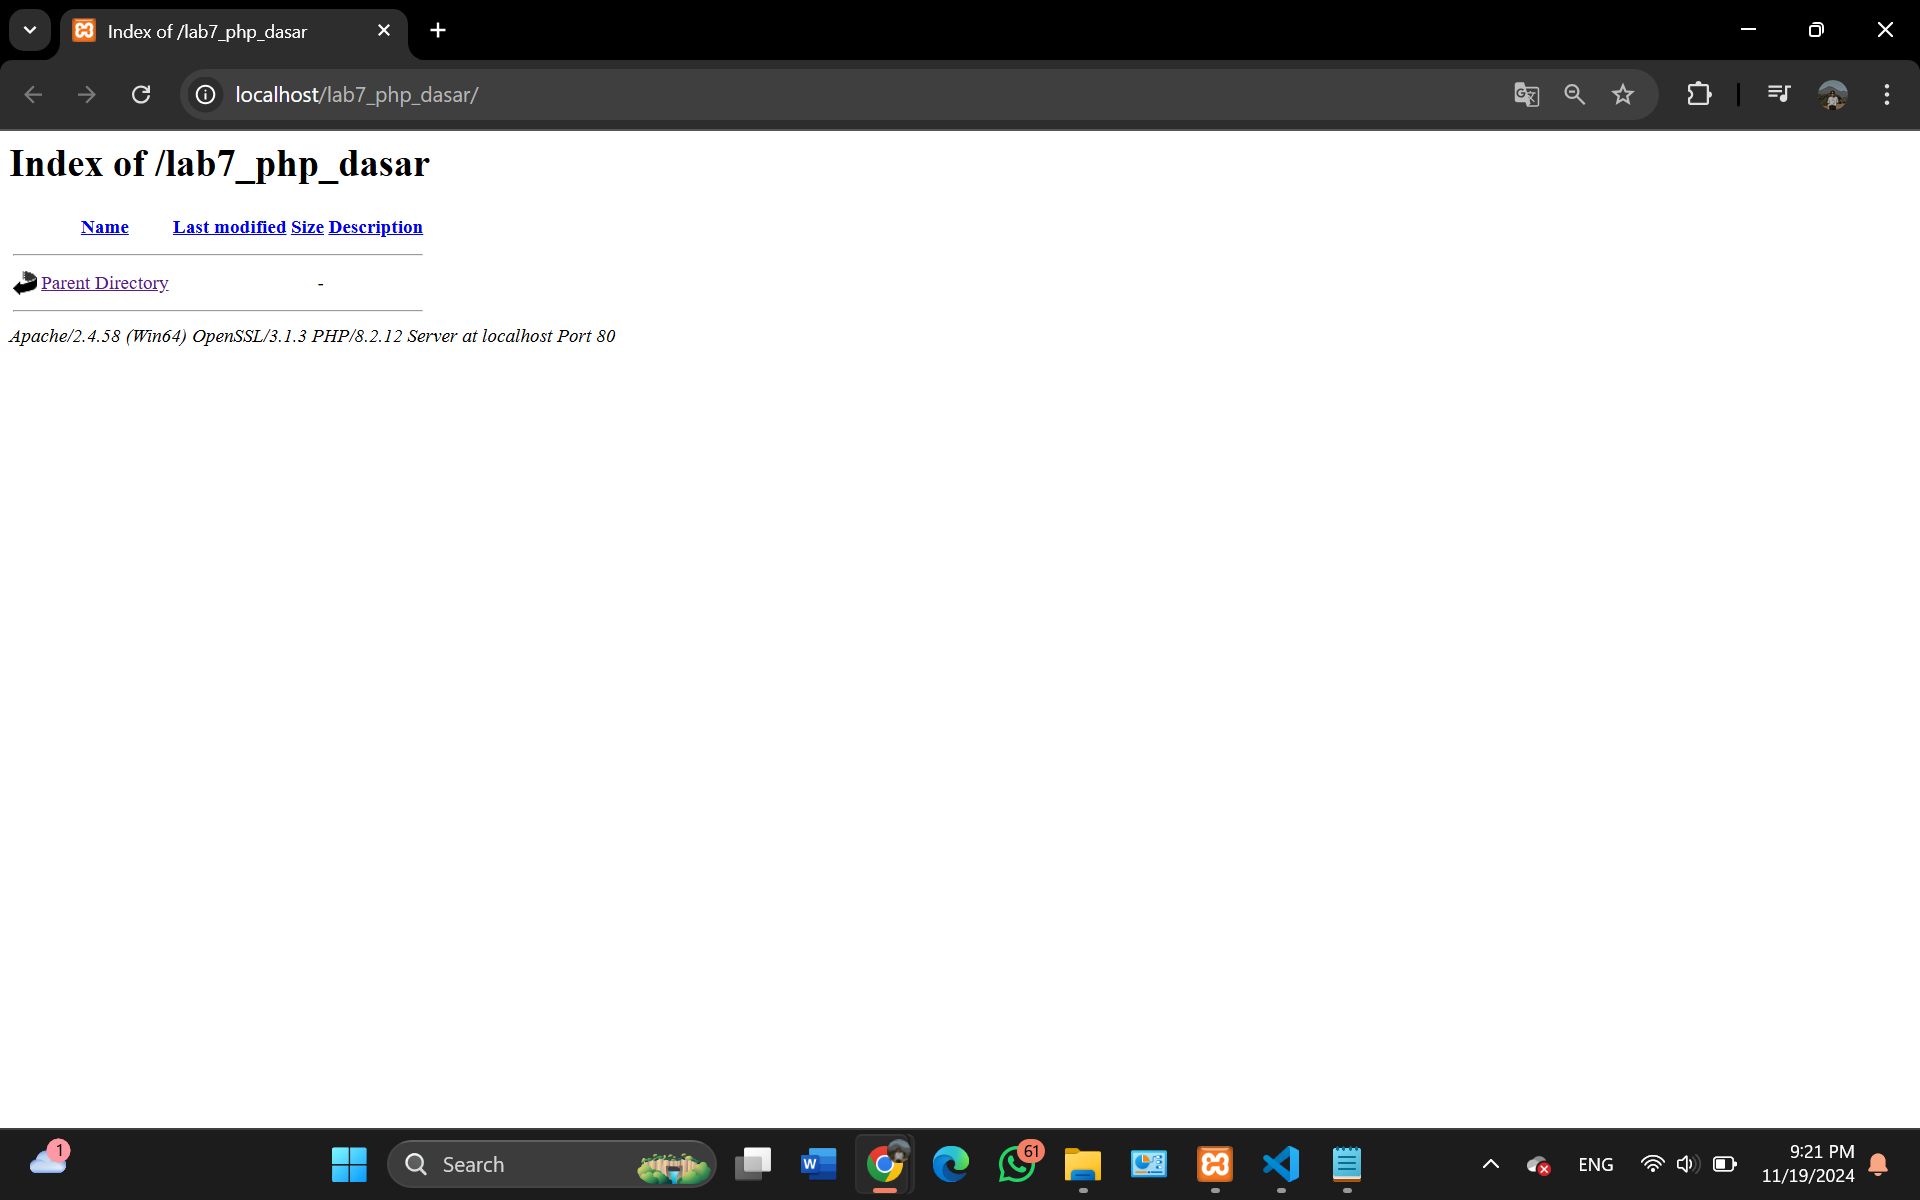 Index of /lab7_php_dasar
localhost/lab7_php_dasar/
Index of /lab7_php_dasar
Name Last modified Size Description
Parent Directory -
Apache/2.4.58 (Win64) OpenSSL/3.1.3 PHP/8.2.12 Server at localhost Port 80
1
Search
W
61
ENG
9:21 PM
11/19/2024